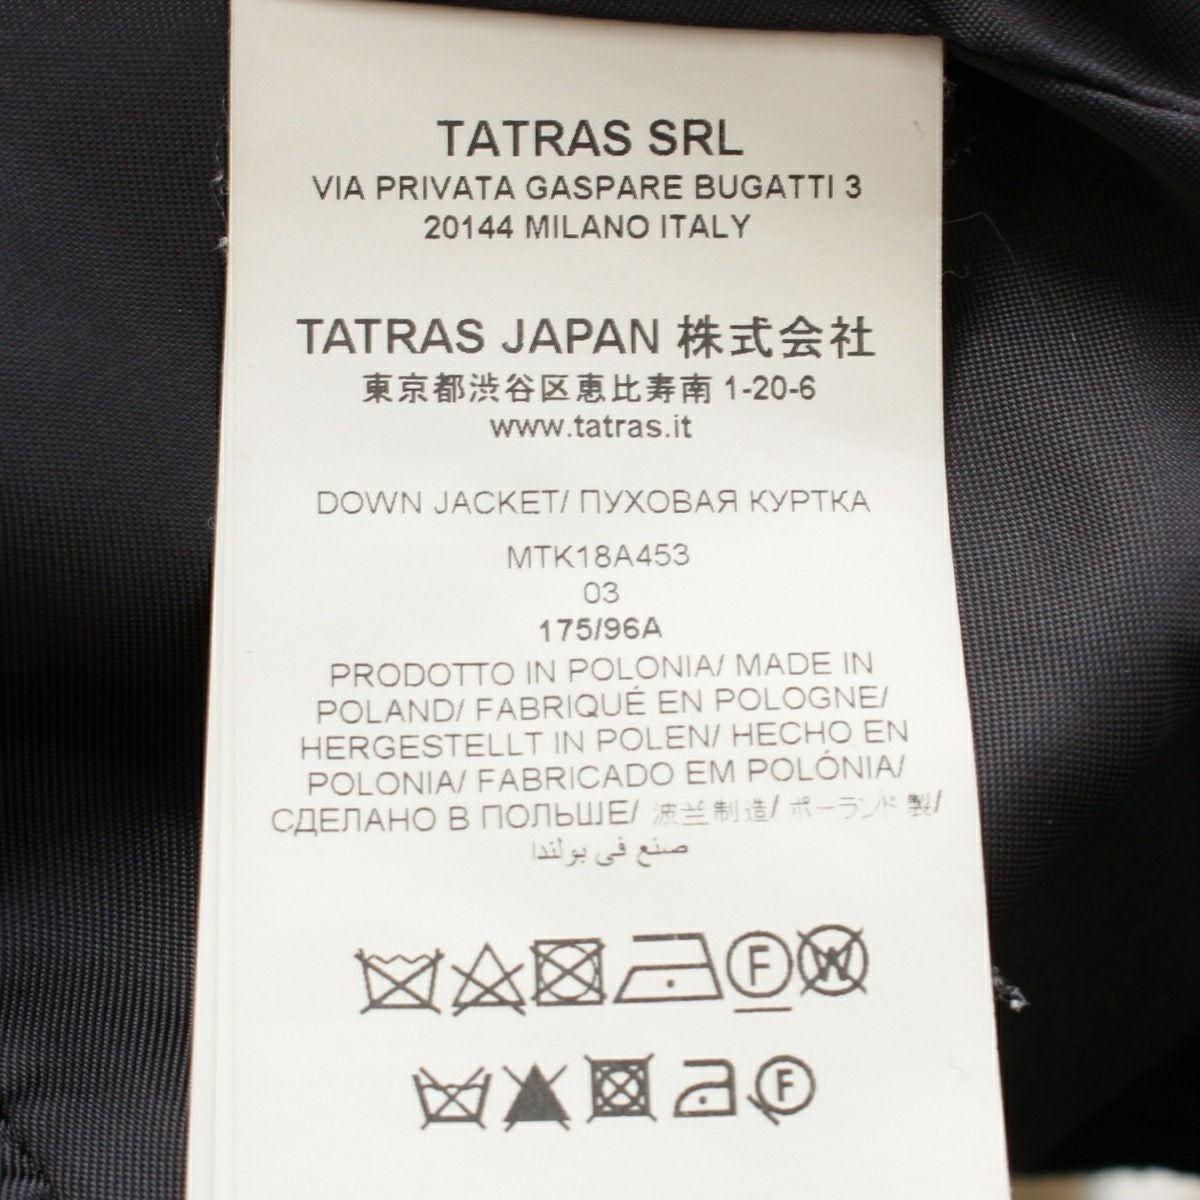 TATRAS SRL
VIA PRIVATA GASPARE BUGATTI 3
20144 MILANO ITALY
TATRAS JAPAN 株式会社
東京都渋谷区恵比寿南 1-20-6
www.tatras.it
DOWN JACKET/ ПУХОВАЯ КУРТКА
MTK18A453
03
175/96A
PRODOTTO IN POLONIA/ MADE IN
POLAND/ FABRIQUÉ EN POLOGNE/
HERGESTELLT IN POLEN/ HECHO EN
POLONIA/ FABRICADO EM POLÓNIA/
СДЕЛАНО В ПОЛЬШЕ/ 波兰制造/ ポーランド製/
صنع في بولندا
F W
F